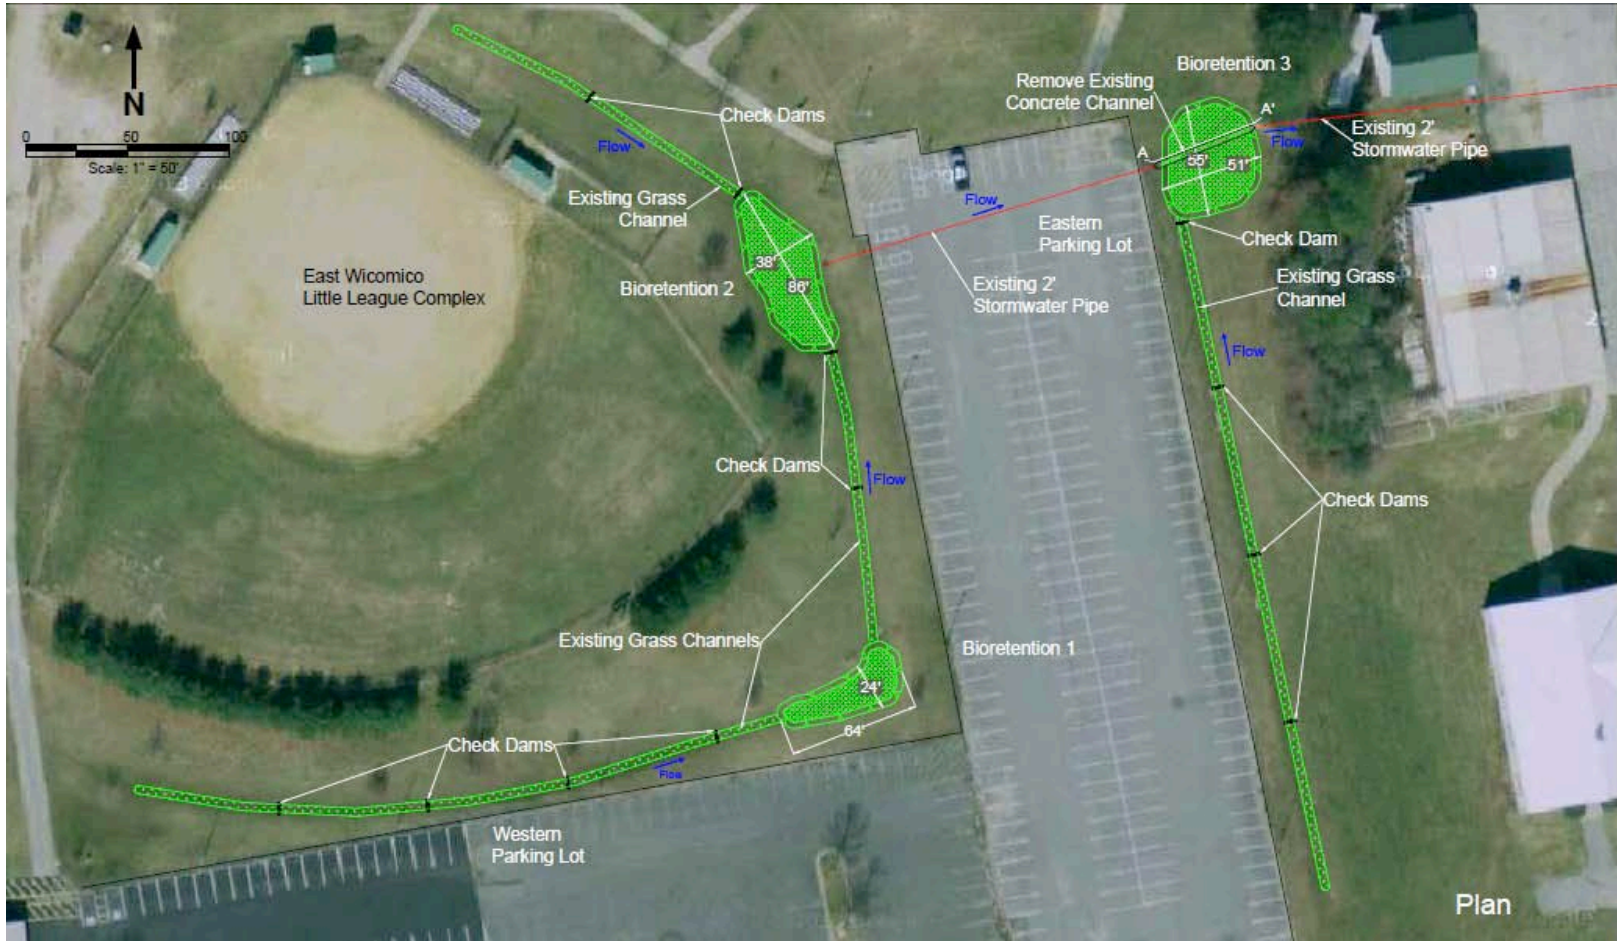 N
0 50 100
Scale: 1" = 50'
Check Dams
Flow
Existing Grass
Channel
East Wicomico
Little League Complex
Bioretention 2
38'
86'
Check Dams
Flow
Existing Grass Channels
Bioretention 1
24'
64'
Check Dams
Flow
Western
Parking Lot
Flow
Eastern
Parking Lot
Existing 2'
Stormwater Pipe
Bioretention 3
Remove Existing
Concrete Channel
A
A'
55'
51'
Flow
Existing 2'
Stormwater Pipe
Check Dam
Existing Grass
Channel
Flow
Check Dams
Plan